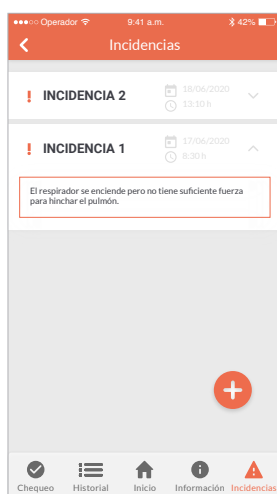 Operador 9:41 a.m. 42%
Incidencias
! INCIDENCIA 2 18/06/2020
13:10 h
! INCIDENCIA 1 17/06/2020
8:30 h
El respirador se enciende pero no tiene suficiente fuerza
para hinchar el pulmón.
Chequeo Historial Inicio Información Incidencias